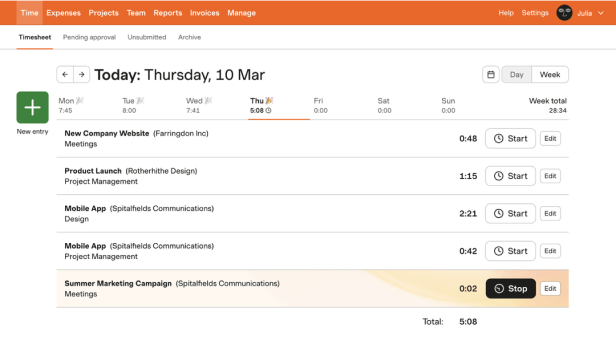 Time Expenses Projects Team Reports Invoices Manage Help Settings Julia
Timesheet Pending approval Unsubmitted Archive
Today: Thursday, 10 Mar Day Week
Mon Tue Wed Thu Fri Sat Sun Week total
7:45 8:00 7:41 5:08 0:00 0:00 0:00 28:34
New entry
New Company Website (Farringdon Inc)
Meetings
0:48 Start Edit
Product Launch (Rotherhithe Design)
Project Management
1:15 Start Edit
Mobile App (Spitalfields Communications)
Design
2:21 Start Edit
Mobile App (Spitalfields Communications)
Project Management
0:42 Start Edit
Summer Marketing Campaign (Spitalfields Communications)
Meetings
0:02 Stop Edit
Total: 5:08